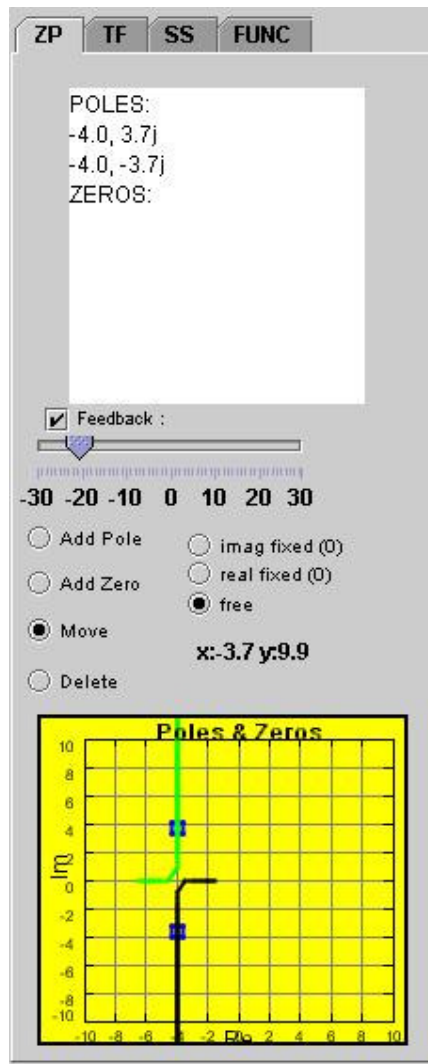 ZP TF SS FUNC
POLES:
-4.0, 3.7j
-4.0, -3.7j
ZEROS:
Feedback :
-30 -20 -10 0 10 20 30
Add Pole
imag fixed (0)
real fixed (0)
Add Zero
free
Move
x:-3.7 y:9.9
Delete
Poles & Zeros
10
8
6
4
2
Im
0
-2
-4
-6
-8
-10
-10 -8 -6 -4 -2 Re 2 4 6 8 10